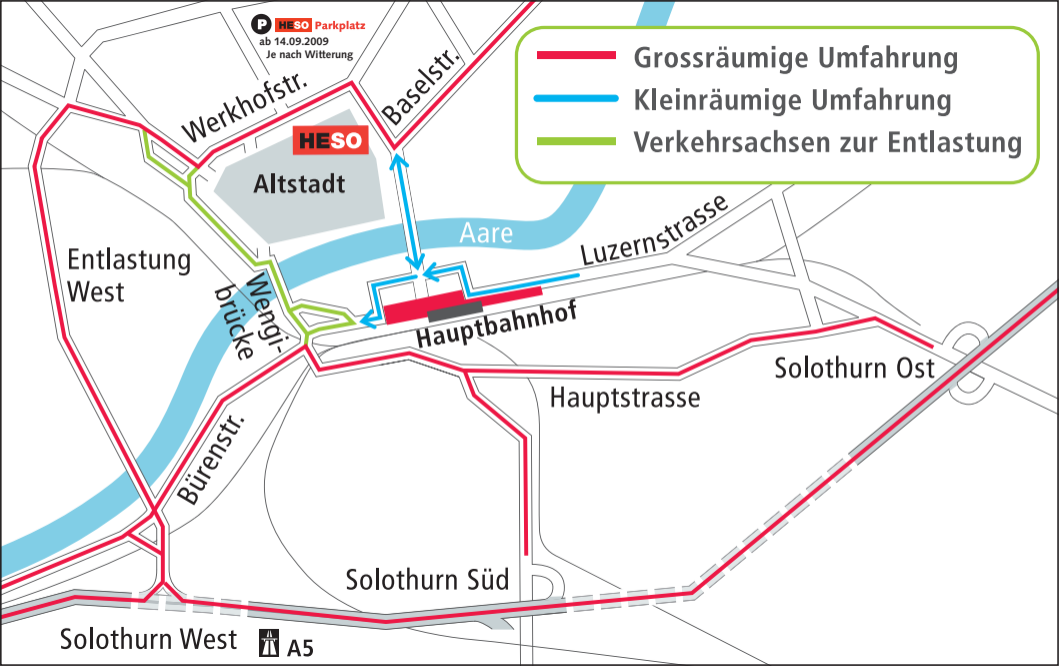 P HESO Parkplatz
ab 14.09.2009
Je nach Witterung
Grossräumige Umfahrung
Kleinräumige Umfahrung
Verkehrsachsen zur Entlastung
Werkhofstr.
Baselstr.
HESO
Altstadt
Aare
Luzernstrasse
Entlastung
West
Wengi-
brücke
Hauptbahnhof
Solothurn Ost
Hauptstrasse
Bürenstr.
Solothurn Süd
Solothurn West
A5